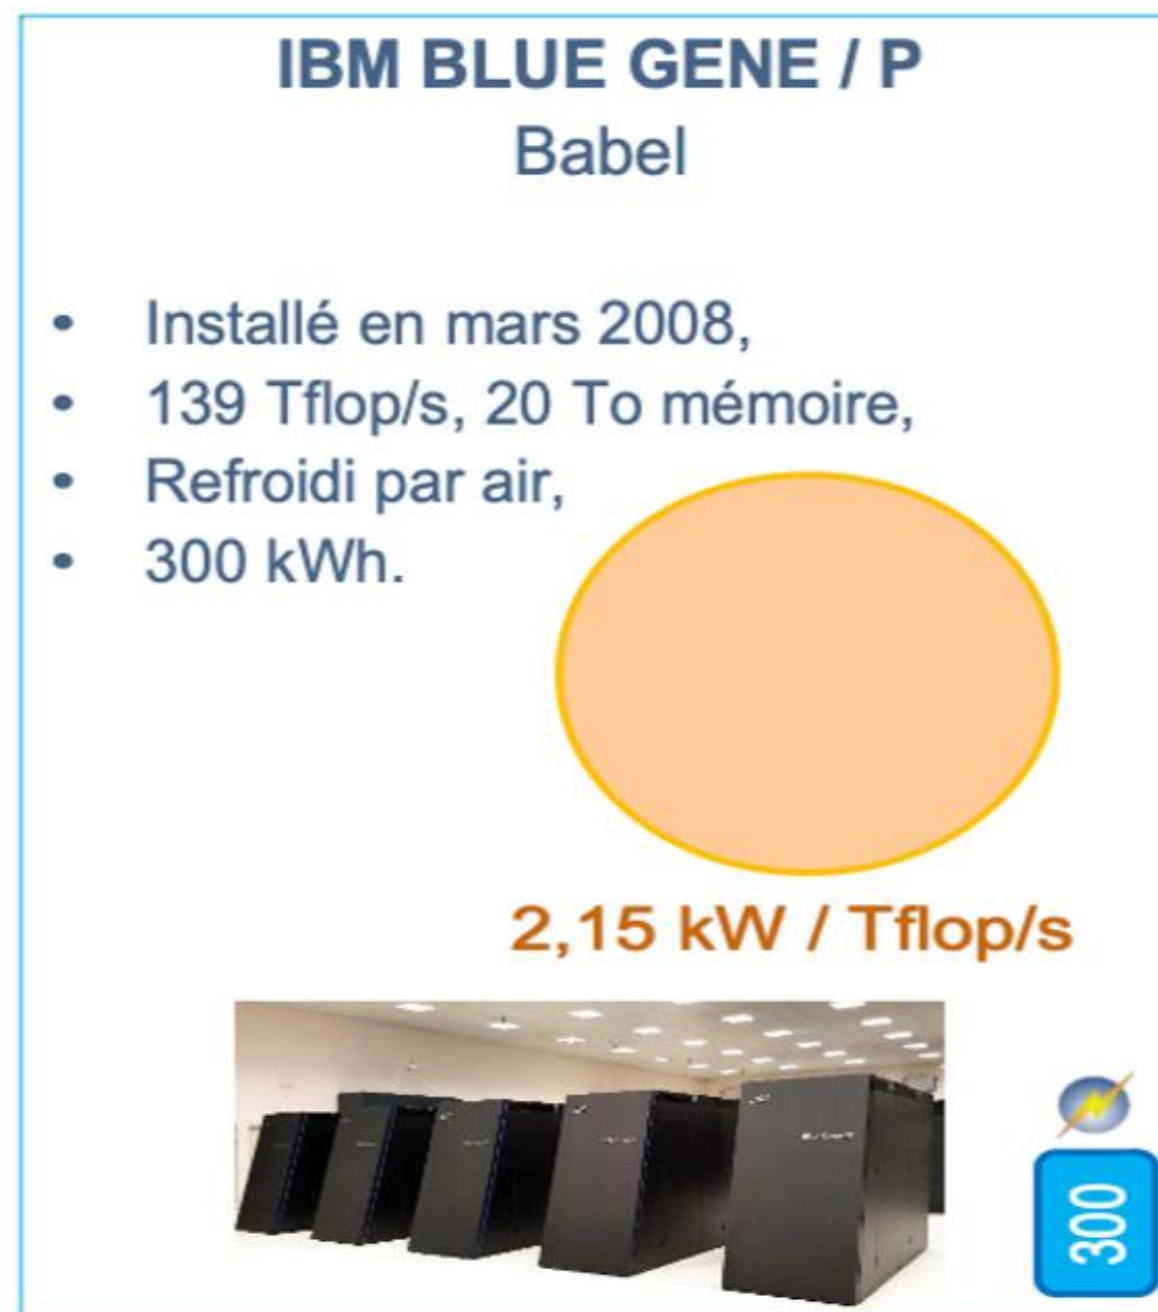 IBM BLUE GENE / P
Babel
• Installé en mars 2008,
• 139 Tflop/s, 20 To mémoire,
• Refroidi par air,
• 300 kWh.
2,15 kW / Tflop/s
300